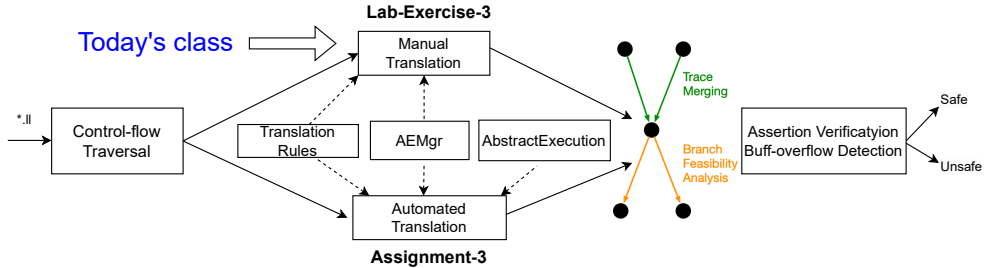 Lab-Exercise-3
Today's class
Manual
Translation
Trace
Merging
*.ll
Control-flow
Traversal
Translation
Rules
AEMgr
AbstractExecution
Branch
Feasibility
Analysis
Assertion Verificatyion
Buff-overflow Detection
Safe
Unsafe
Automated
Translation
Assignment-3